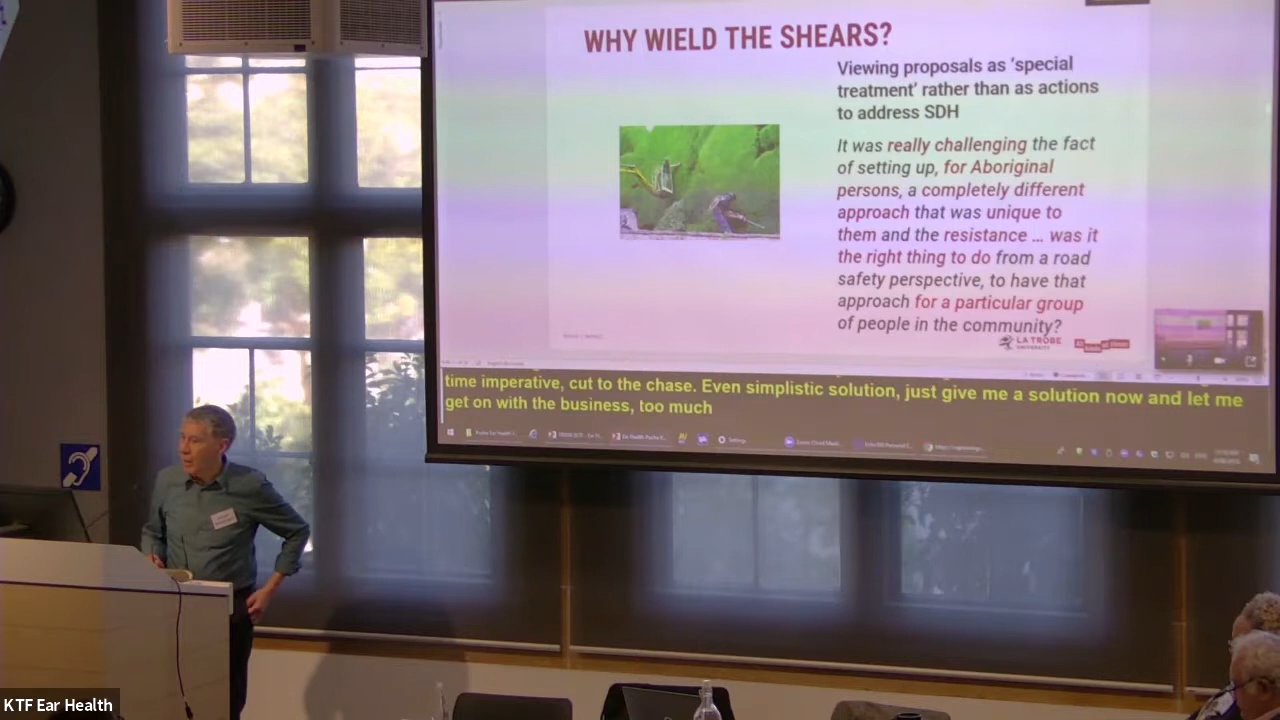 WHY WIELD THE SHEARS?
Viewing proposals as ‘special
treatment’ rather than as actions
to address SDH
It was really challenging the fact
of setting up, for Aboriginal
persons, a completely different
approach that was unique to
them and the resistance ... was it
the right thing to do from a road
safety perspective, to have that
approach for a particular group
of people in the community?
LA TROBE
UNIVERSITY
time imperative, cut to the chase. Even simplistic solution, just give me a solution now and let me
get on with the business, too much
Settings
KTF Ear Health